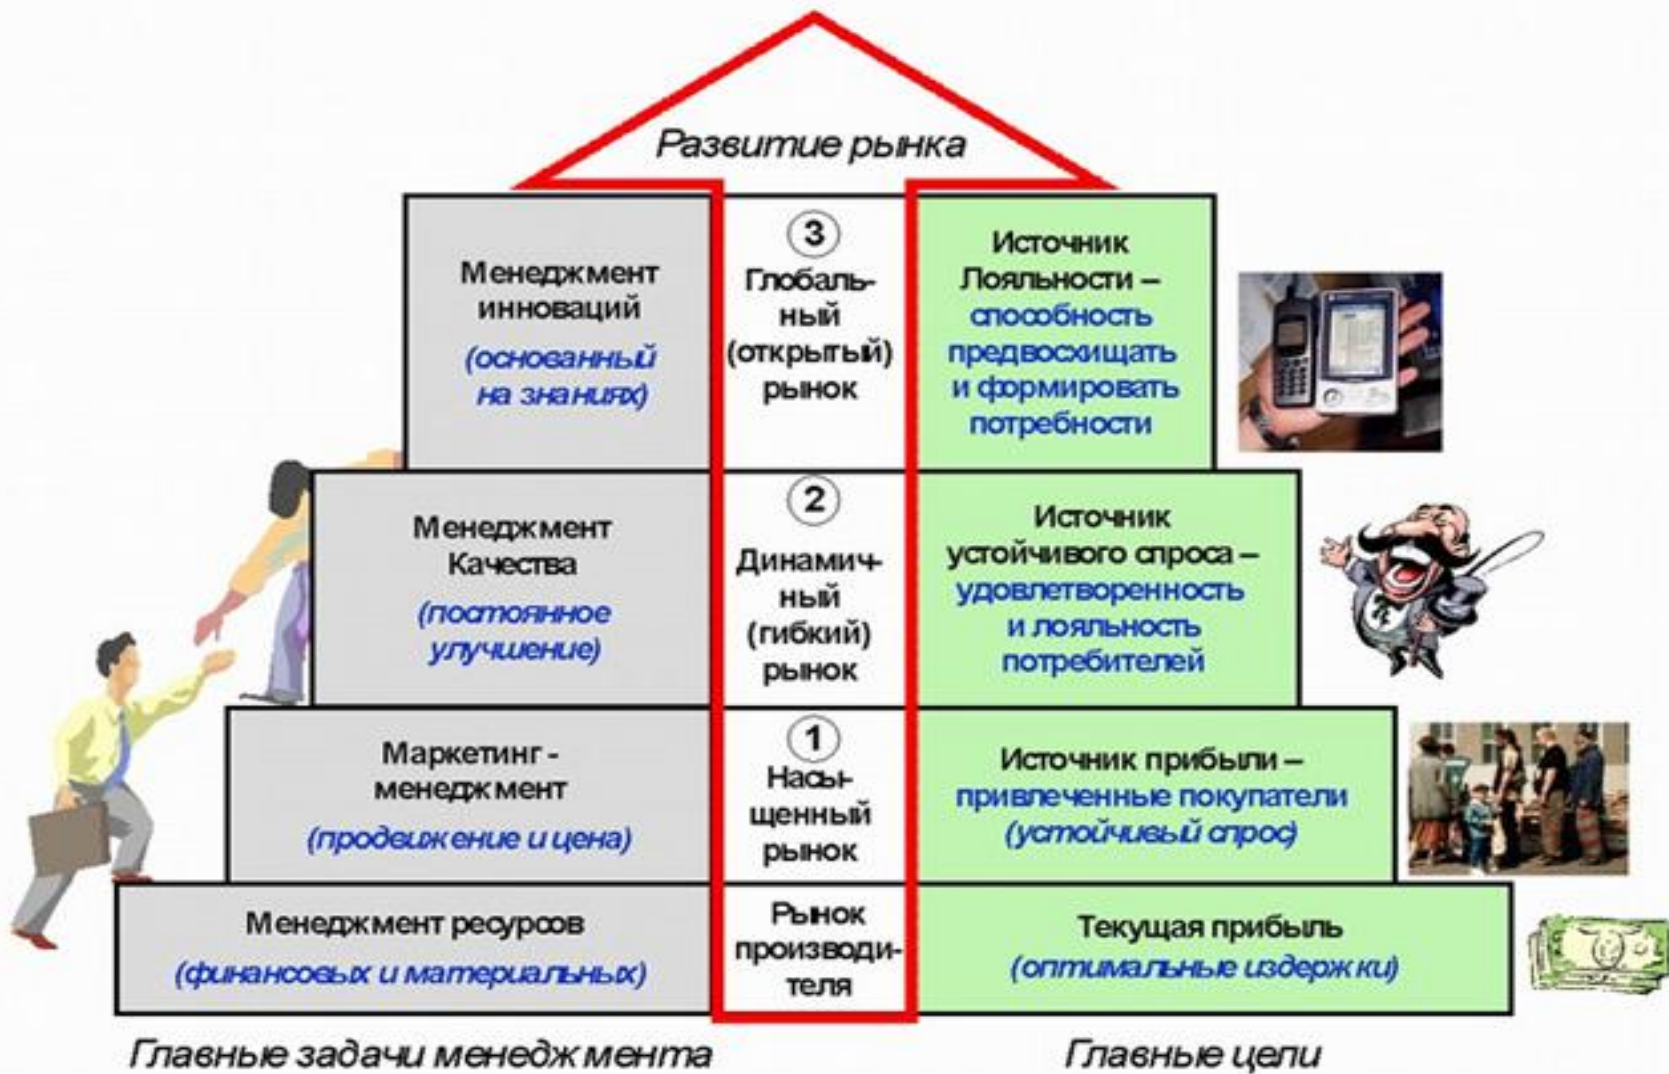 Развитие рынка
Менеджмент
инноваций
(основанный
на знаниях)
3
Глобаль-
ный
(открытый)
рынок
Источник
Лояльности –
способность
предвосхищать
и формировать
потребности
Менеджмент
Качества
(постоянное
улучшение)
2
Динамич-
ный
(гибкий)
рынок
Источник
устойчивого спроса –
удовлетворенность
и лояльность
потребителей
Маркетинг -
менеджмент
(продвижение и цена)
1
Насы-
щенный
рынок
Источник прибыли –
привлеченные покупатели
(устойчивый спрос)
Менеджмент ресурсов
(финансовых и материальных)
Рынок
производи-
теля
Текущая прибыль
(оптимальные издержки)
Главные задачи менеджмента
Главные цели